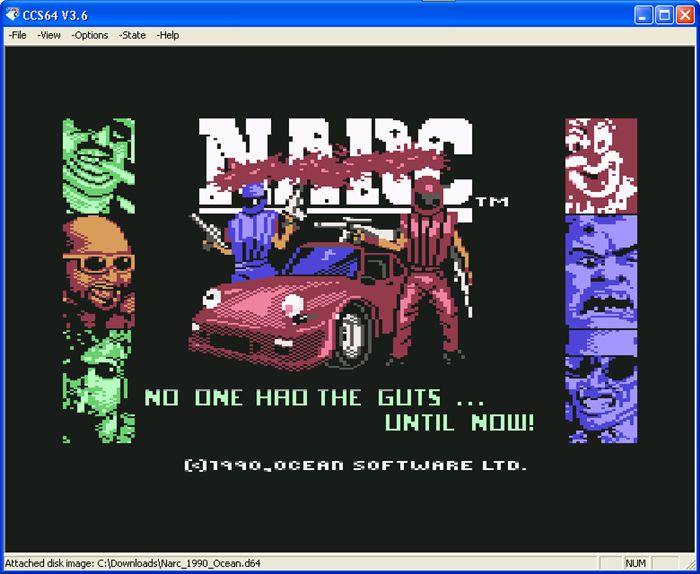 CCS64 V3.6
-File -View -Options -State -Help
NARC
TM
NO ONE HAD THE GUTS ...
UNTIL NOW!
(C)1990,OCEAN SOFTWARE LTD.
Attached disk image: C:\Downloads\Narc_1990_Ocean.d64 NUM